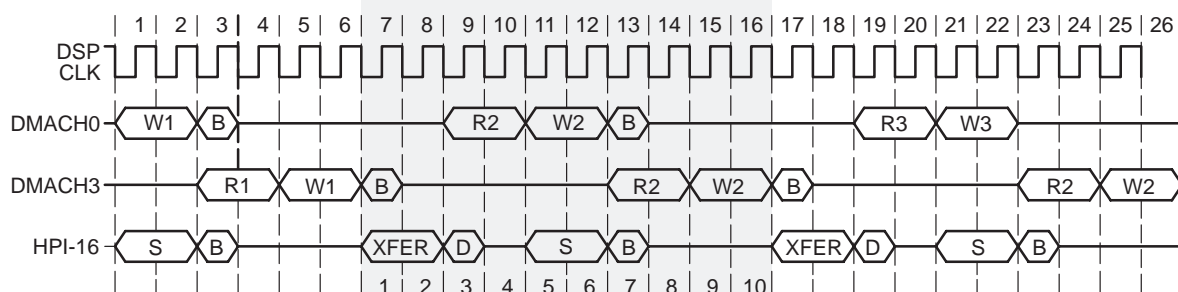 1 2 3 4 5 6 7 8 9 10 11 12 13 14 15 16 17 18 19 20 21 22 23 24 25 26
DSP
CLK
DMACH0 W1 B R2 W2 B R3 W3
DMACH3 R1 W1 B R2 W2 B R2 W2
HPI-16 S B XFER D S B XFER D S B
1 2 3 4 5 6 7 8 9 10